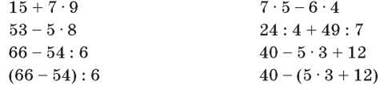 15 + 7 · 9
53 – 5 · 8
66 – 54 : 6
(66 – 54) : 6
7 · 5 – 6 · 4
24 : 4 + 49 : 7
40 – 5 · 3 + 12
40 – (5 · 3 + 12)